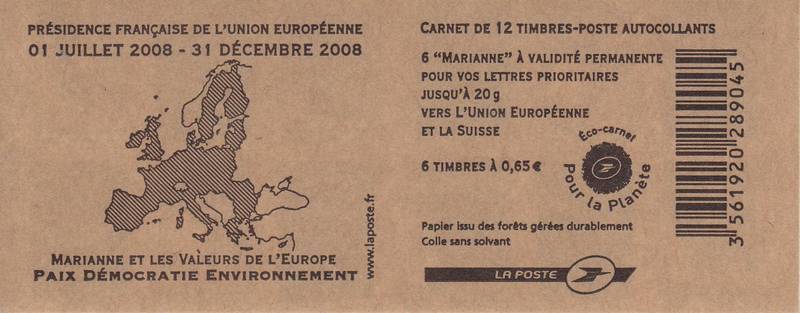 PRÉSIDENCE FRANÇAISE DE L'UNION EUROPÉENNE
01 JUILLET 2008 - 31 DÉCEMBRE 2008
MARIANNE ET LES VALEURS DE L'EUROPE
PAIX DÉMOCRATIE ENVIRONNEMENT
www.laposte.fr
CARNET DE 12 TIMBRES-POSTE AUTOCOLLANTS
6 "MARIANNE" À VALIDITÉ PERMANENTE
POUR VOS LETTRES PRIORITAIRES
JUSQU'À 20 g
VERS L'UNION EUROPÉENNE
ET LA SUISSE
6 TIMBRES À 0,65 €
Éco-carnet
Pour la Planète
Papier issu des forêts gérées durablement
Colle sans solvant
LA POSTE
3 561920 289045